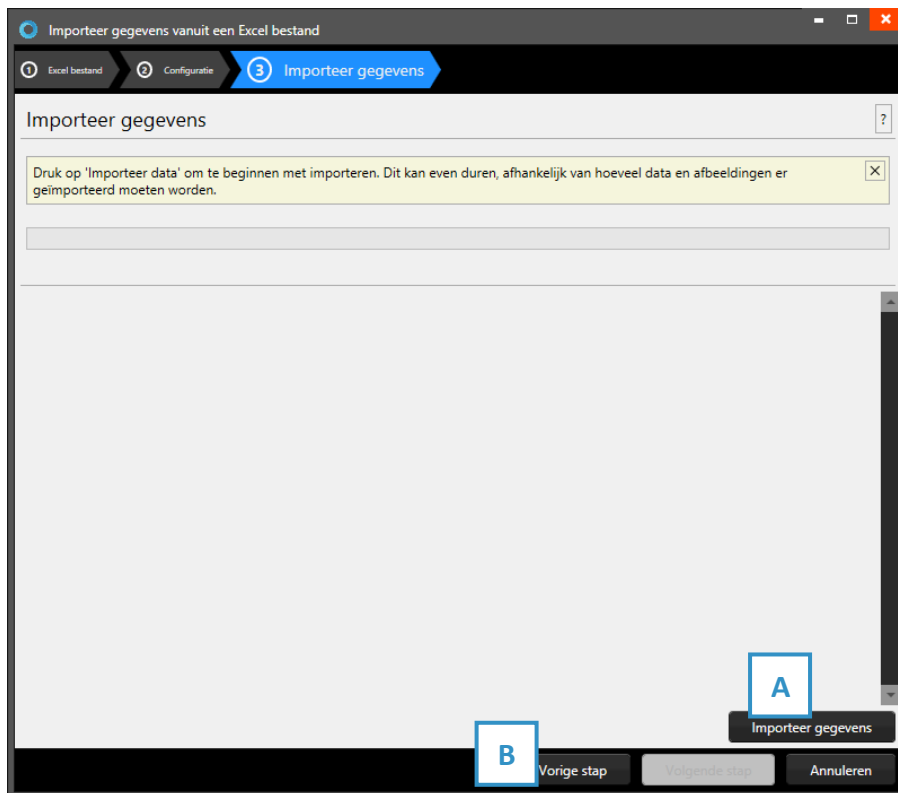 Importeer gegevens vanuit een Excel bestand
1 Excel bestand 2 Configuratie 3 Importeer gegevens
Importeer gegevens ?
Druk op 'Importeer data' om te beginnen met importeren. Dit kan even duren, afhankelijk van hoeveel data en afbeeldingen er
geïmporteerd moeten worden.
A
Importeer gegevens
B
Vorige stap Volgende stap Annuleren